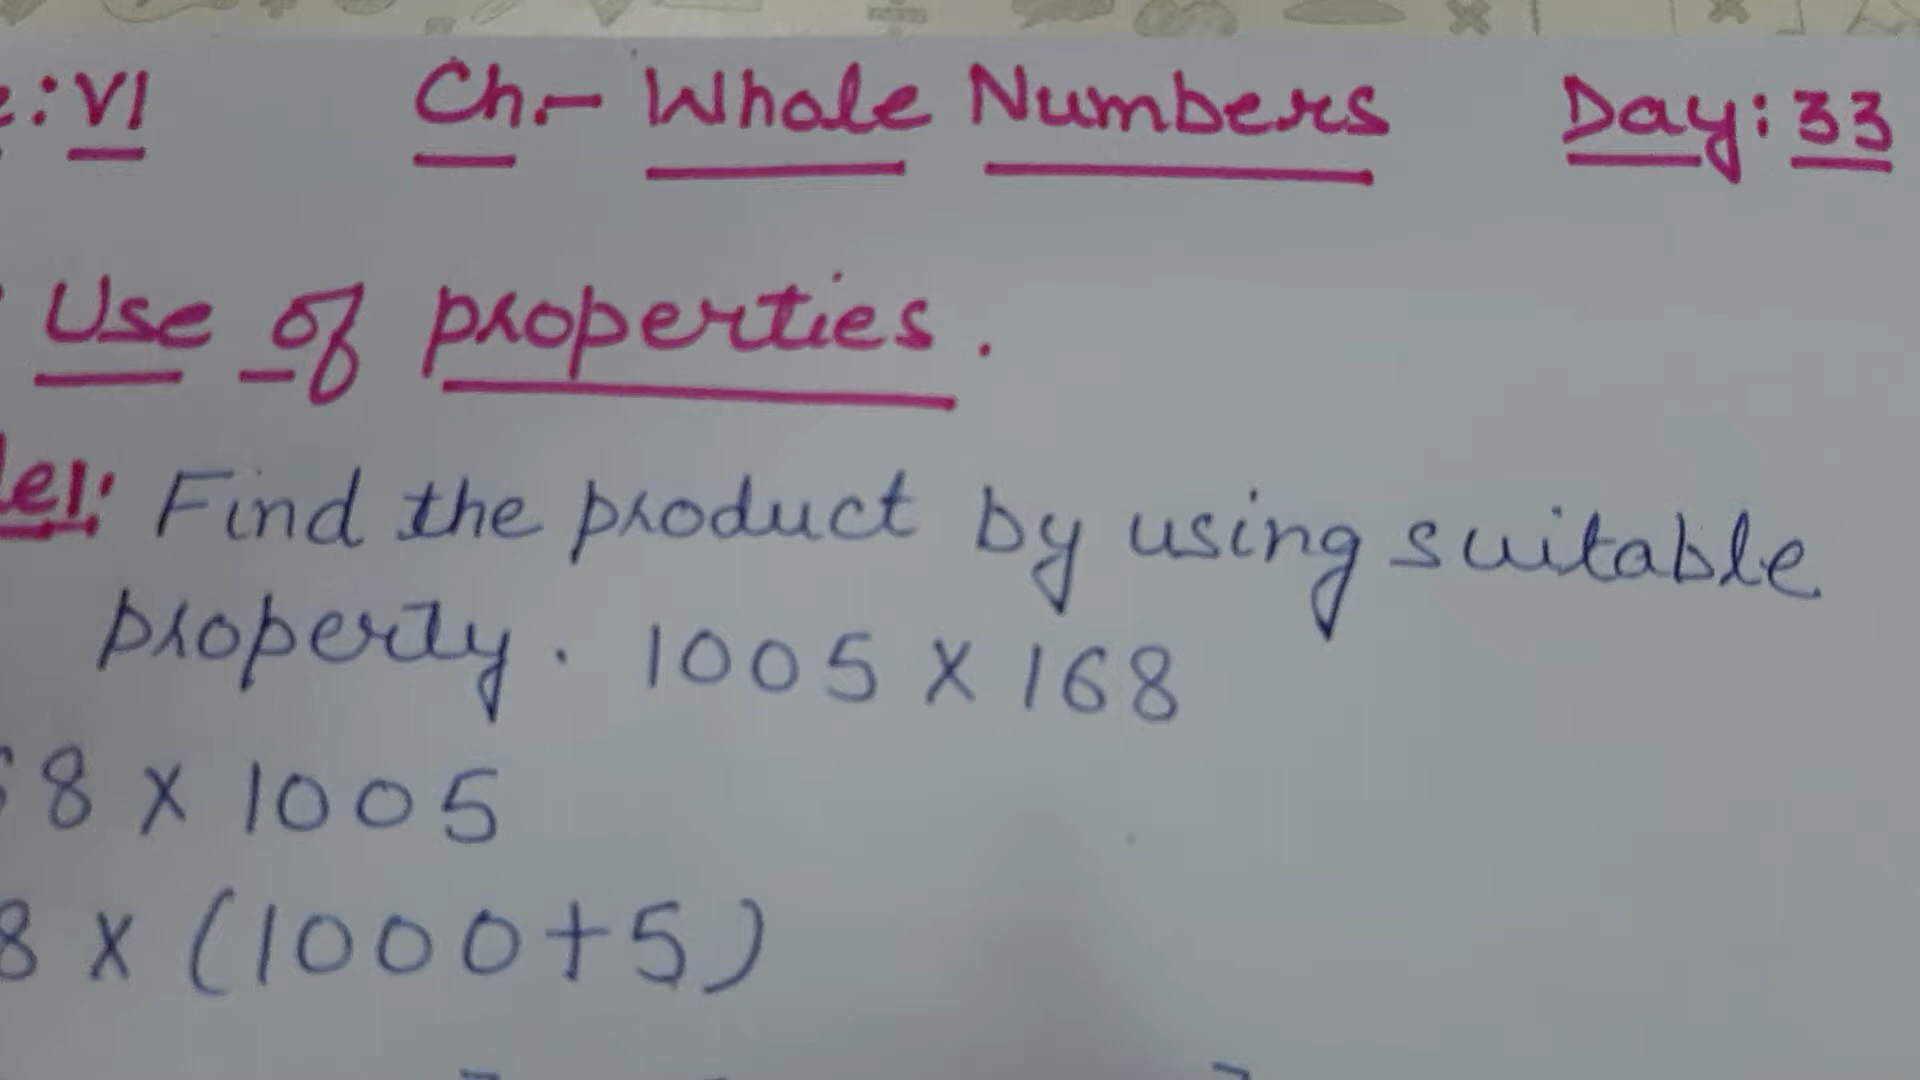 : VI Ch.- Whole Numbers Day: 33
Use of properties.
Find the product by using suitable
property. 1005 x 168
8 x 1005
8 x (1000+5)